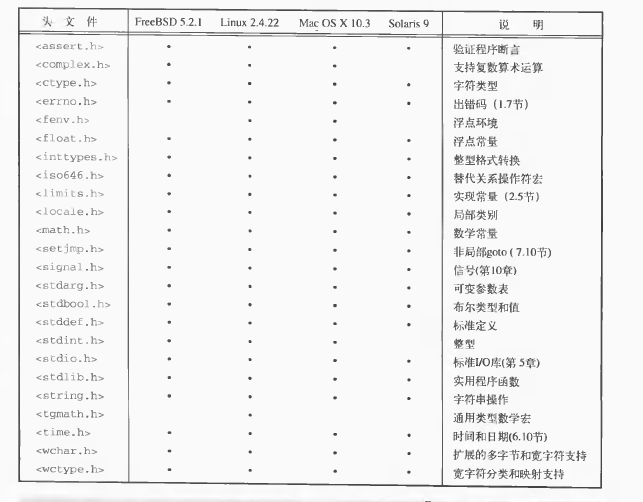 头 文 件 FreeBSD 5.2.1 Linux 2.4.22 Mac OS X 10.3 Solaris 9 说 明
<assert.h> • • • • 验证程序断言
<complex.h> • • • 支持复数算术运算
<ctype.h> • • • • 字符类型
<errno.h> • • • • 出错码（1.7节）
<fenv.h> • • 浮点环境
<float.h> • • • • 浮点常量
<inttypes.h> • • • • 整型格式转换
<iso646.h> • • • • 替代关系操作符宏
<limits.h> • • • • 实现常量（2.5节）
<locale.h> • • • • 局部类别
<math.h> • • • • 数学常量
<setjmp.h> • • • • 非局部goto ( 7.10节)
<signal.h> • • • • 信号(第10章)
<stdarg.h> • • • • 可变参数表
<stdbool.h> • • • • 布尔类型和值
<stddef.h> • • • • 标准定义
<stdint.h> • • • 整型
<stdio.h> • • • • 标准I/O库(第 5章)
<stdlib.h> • • • • 实用程序函数
<string.h> • • • • 字符串操作
<tgmath.h> • 通用类型数学宏
<time.h> • • • • 时间和日期(6.10节)
<wchar.h> • • • • 扩展的多字节和宽字符支持
<wctype.h> • • • • 宽字符分类和映射支持